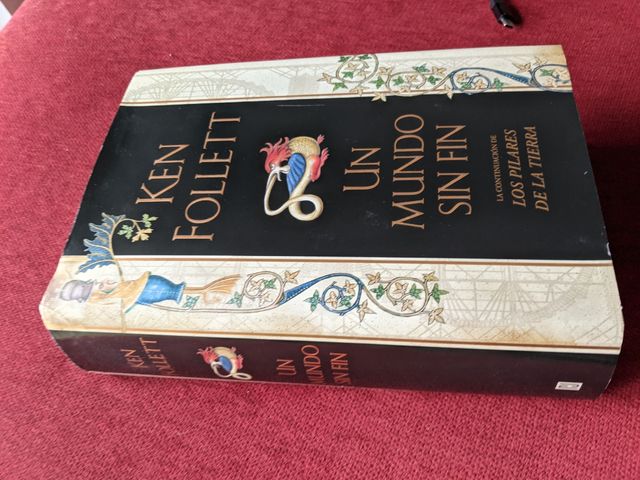 KEN
FOLLETT
UN
MUNDO
SIN FIN
LA CONTINUACIÓN DE
LOS PILARES
DE LA TIERRA
KEN
FOLLETT
UN
MUNDO
SIN FIN